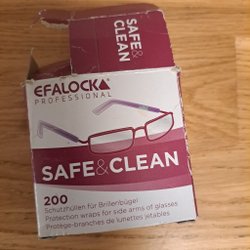 SAFE&
CLEAN
EFALOCK
PROFESSIONAL
SAFE&CLEAN
200
Schutzhüllen für Brillenbügel
Protection wraps for side arms of glasses
Protège-branches de lunettes jetables